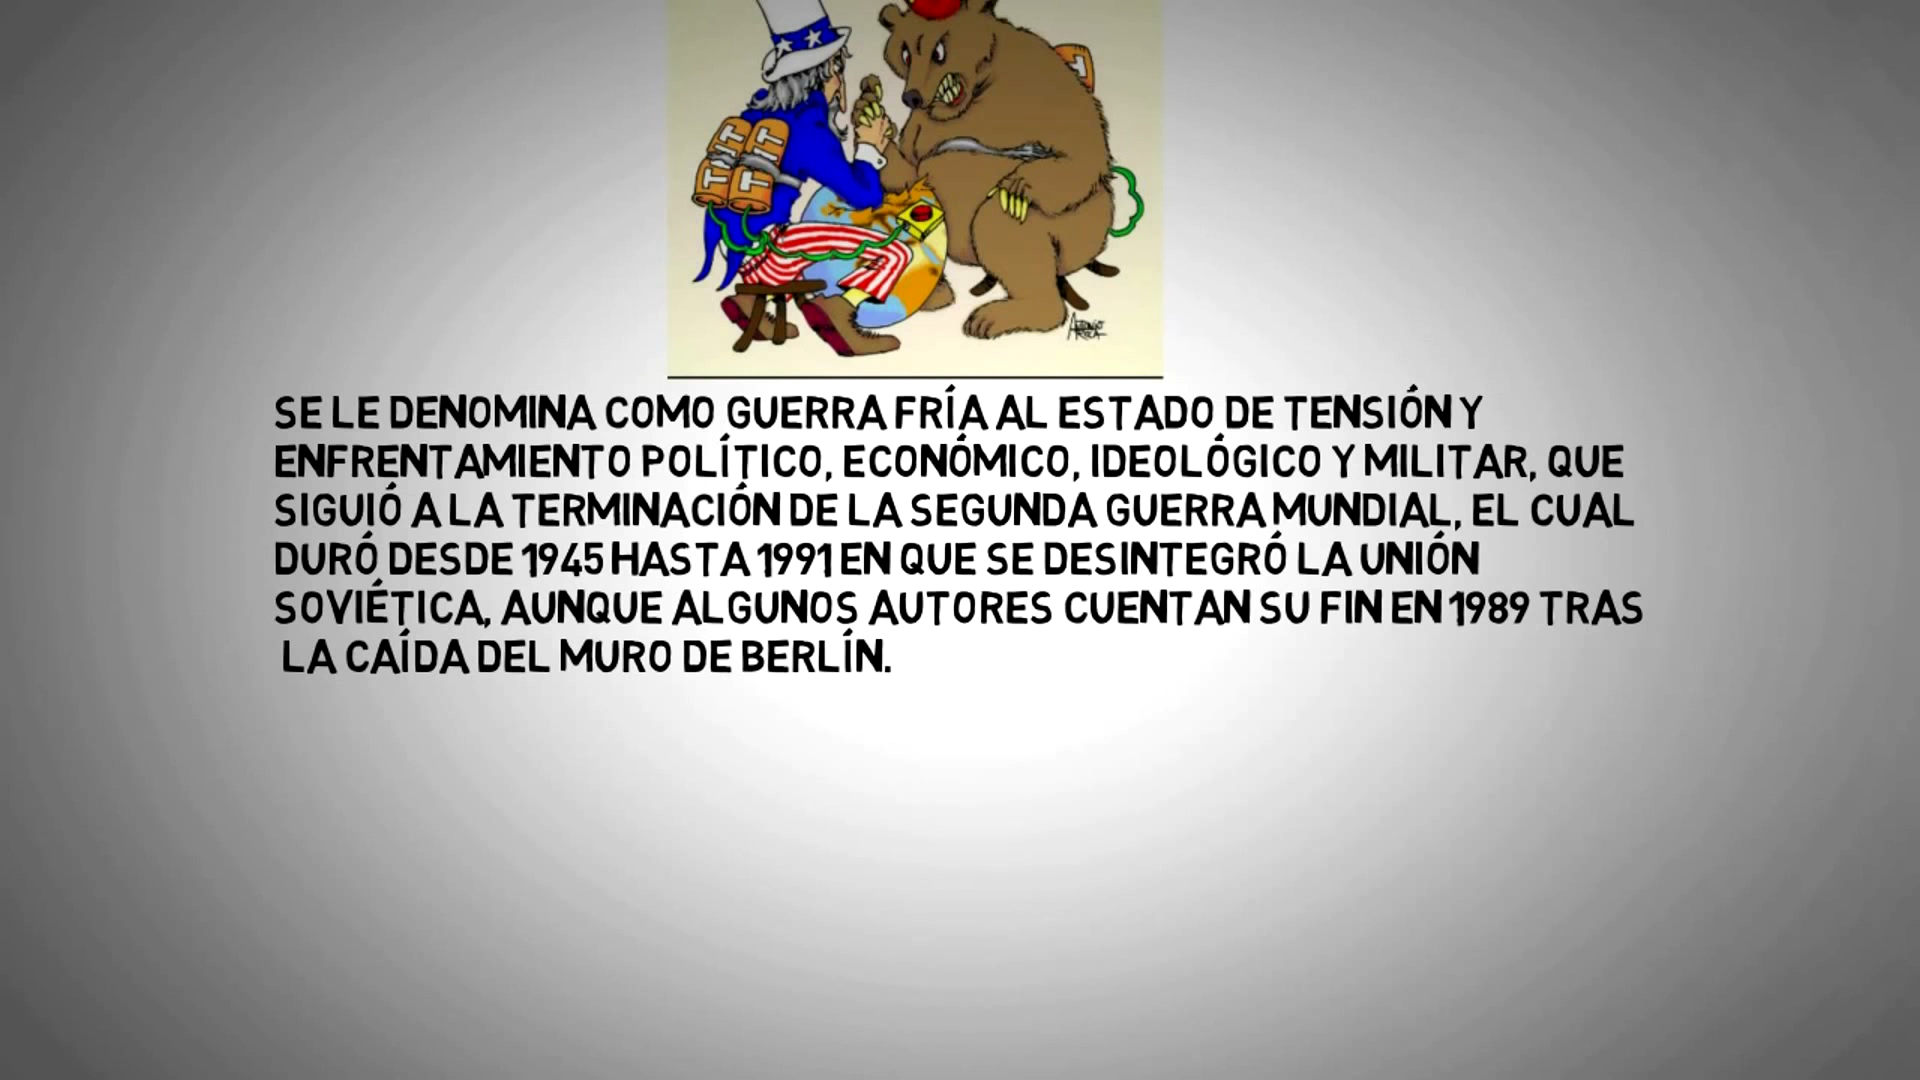 TNT
TNT
T
SE LE DENOMINA COMO GUERRA FRÍA AL ESTADO DE TENSIÓN Y
ENFRENTAMIENTO POLÍTICO, ECONÓMICO, IDEOLÓGICO Y MILITAR, QUE
SIGUIÓ A LA TERMINACIÓN DE LA SEGUNDA GUERRA MUNDIAL, EL CUAL
DURÓ DESDE 1945 HASTA 1991 EN QUE SE DESINTEGRÓ LA UNIÓN
SOVIÉTICA, AUNQUE ALGUNOS AUTORES CUENTAN SU FIN EN 1989 TRAS
LA CAÍDA DEL MURO DE BERLÍN.